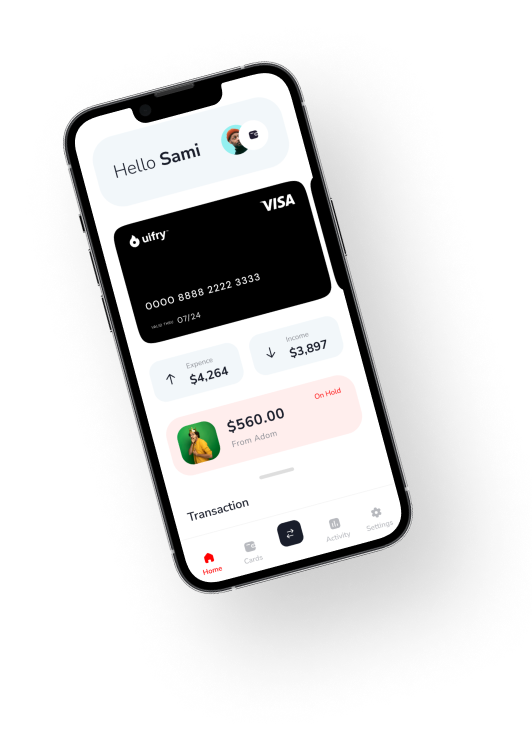 Hello Sami
VISA
uifry
0000 8888 2222 3333
VALID THRU 07/24
Expence
$4,264
Income
$3,897
On Hold
$560.00
From Adom
Transaction
Home
Cards
Activity
Settings